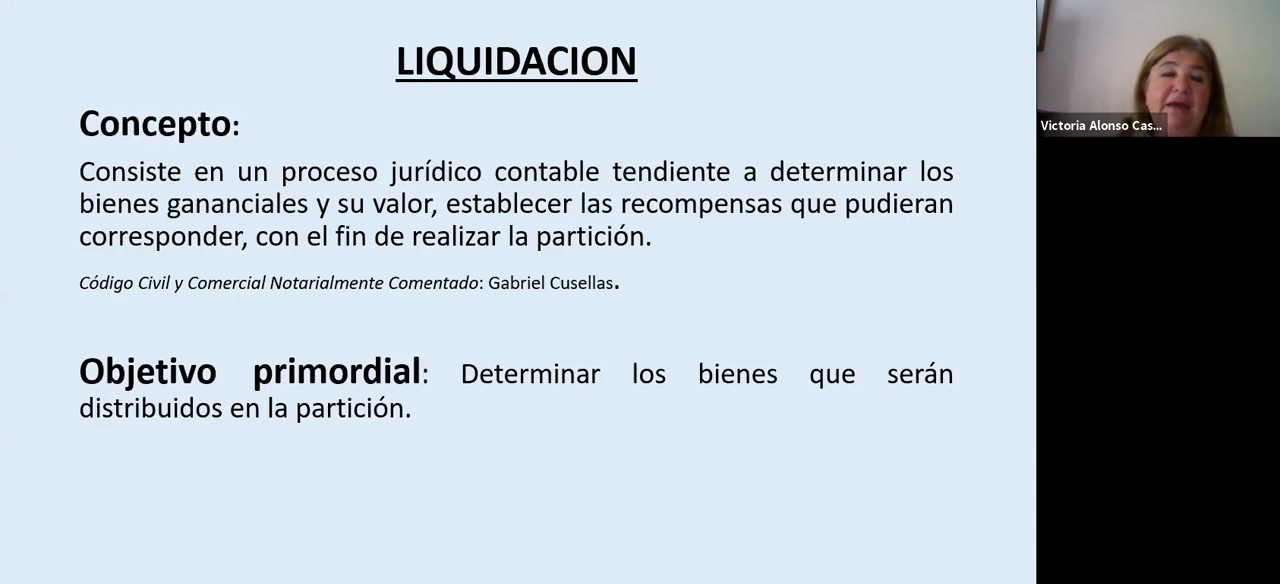 LIQUIDACION
Concepto:
Consiste en un proceso jurídico contable tendiente a determinar los
bienes gananciales y su valor, establecer las recompensas que pudieran
corresponder, con el fin de realizar la partición.
Código Civil y Comercial Notarialmente Comentado: Gabriel Cusellas.
Objetivo primordial: Determinar los bienes que serán
distribuidos en la partición.
Victoria Alonso Cas...